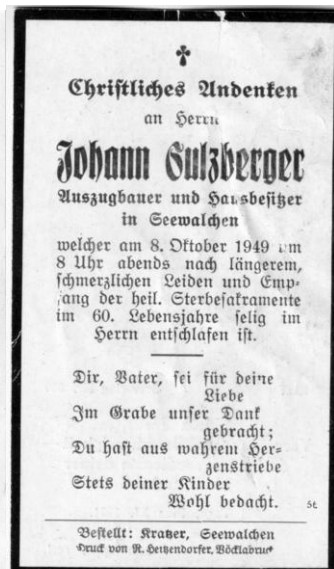 Christliches Andenken
an Herrn
Johann Sulzberger
Auszugbauer und Hausbesitzer
in Seewalchen
welcher am 8. Oktober 1949 um
8 Uhr abends nach längerem,
schmerzlichen Leiden und Emp-
fang der heil. Sterbesakramente
im 60. Lebensjahre selig im
Herrn entschlafen ist.
Dir, Vater, sei für deine
Liebe
Im Grabe unser Dank
gebracht;
Du hast aus wahrem Her-
zenstriebe
Stets deiner Kinder
Wohl bedacht.
St.
Bestellt: Kratzer, Seewalchen
Druck von R. Heitzendorfer, Vöcklabruck